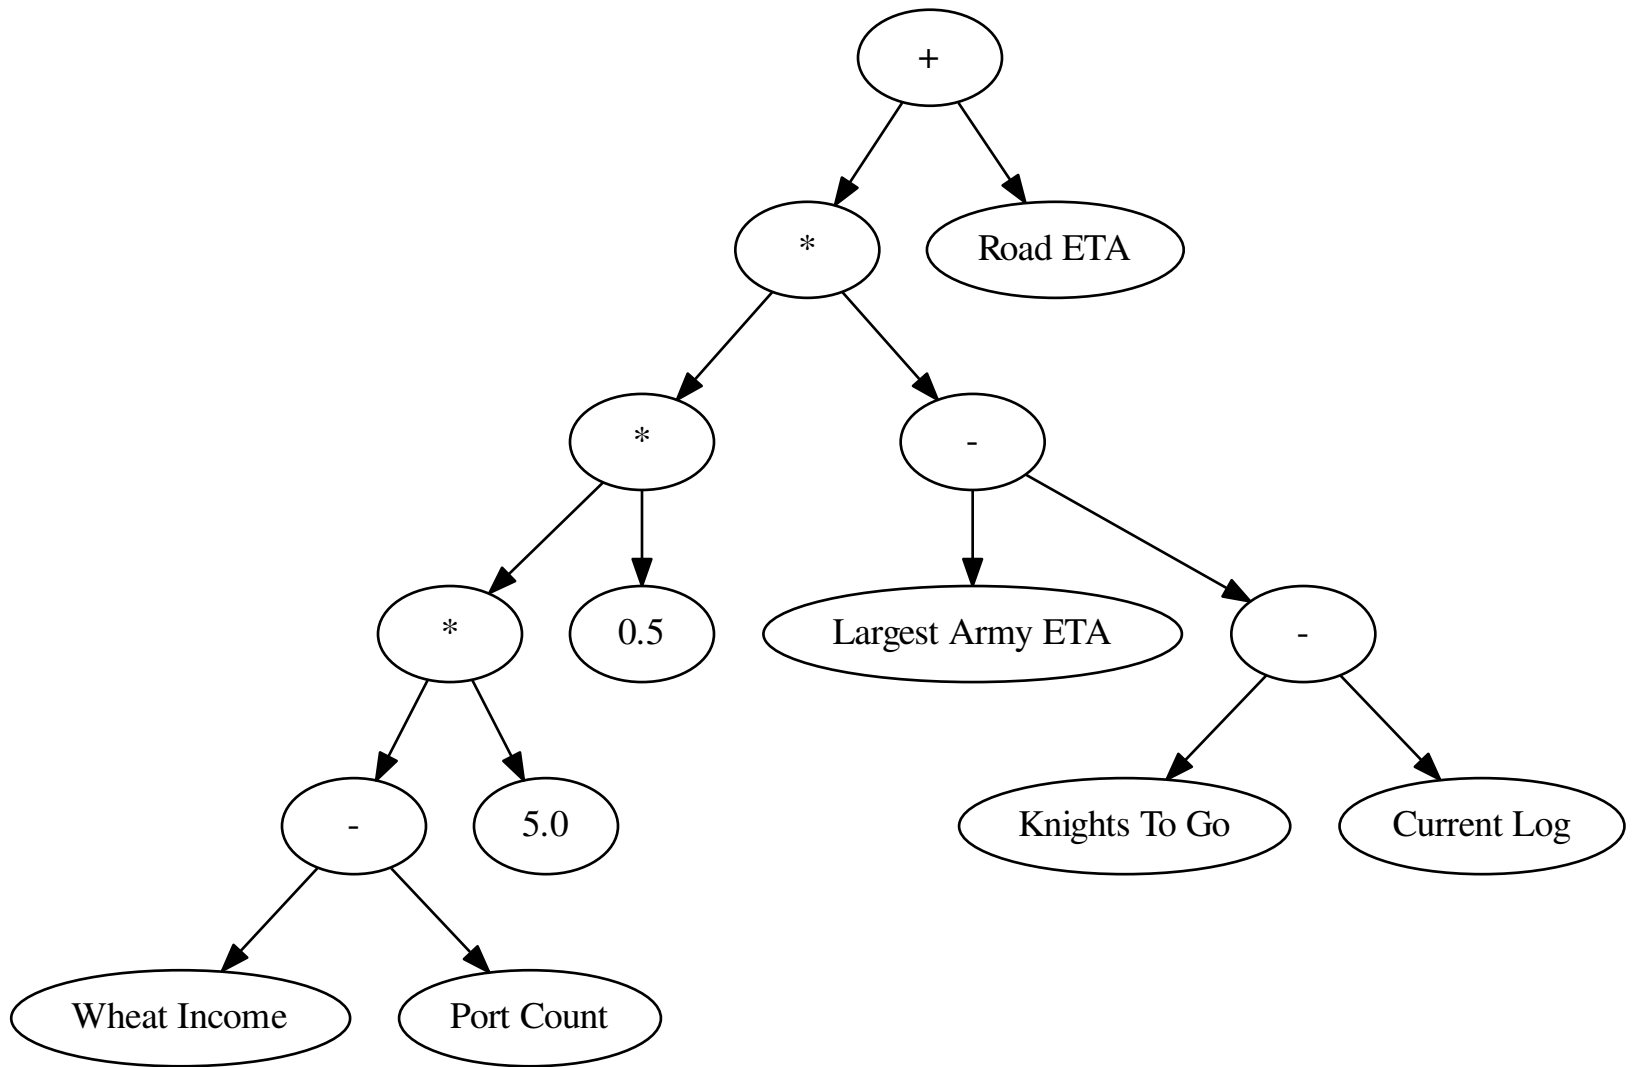 +
*
Road ETA
*
-
*
0.5
Largest Army ETA
-
-
5.0
Knights To Go
Current Log
Wheat Income
Port Count